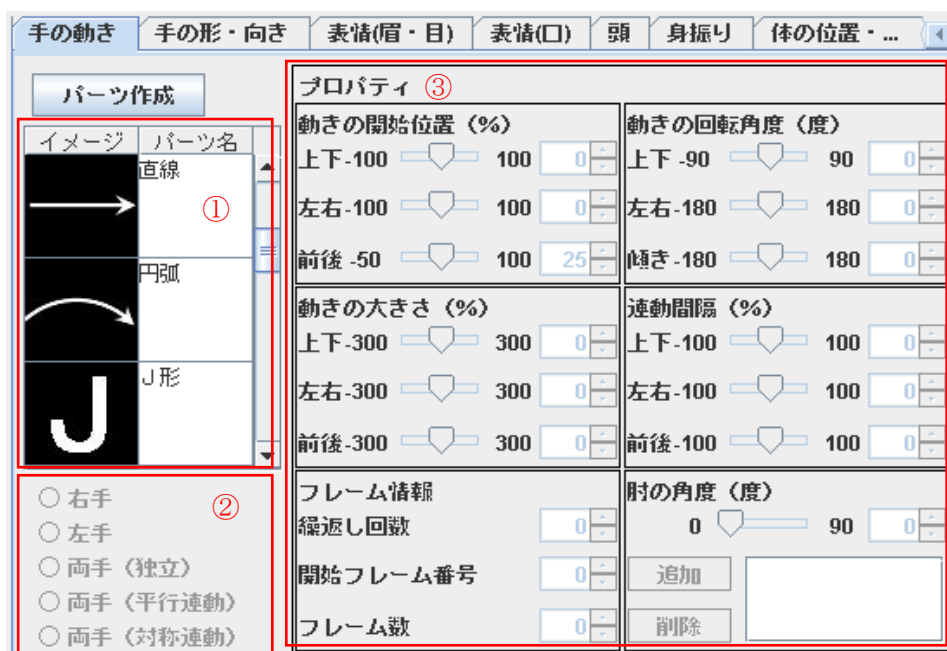 手の動き 手の形・向き 表情(眉・目) 表情(口) 頭 身振り 体の位置・...
パーツ作成
イメージ パーツ名
直線
①
円弧
J形
J
②
○ 右手
○ 左手
○ 両手（独立）
○ 両手（平行連動）
○ 両手（対称連動）
プロパティ ③
動きの開始位置（%）
上下-100 100 0
左右-100 100 0
前後 -50 100 25
動きの回転角度（度）
上下 -90 90 0
左右-180 180 0
傾き-180 180 0
動きの大きさ（%）
上下-300 300 0
左右-300 300 0
前後-300 300 0
連動間隔（%）
上下-100 100 0
左右-100 100 0
前後-100 100 0
フレーム情報
繰返し回数 0
開始フレーム番号 0
フレーム数 0
肘の角度（度）
0 90 0
追加
削除